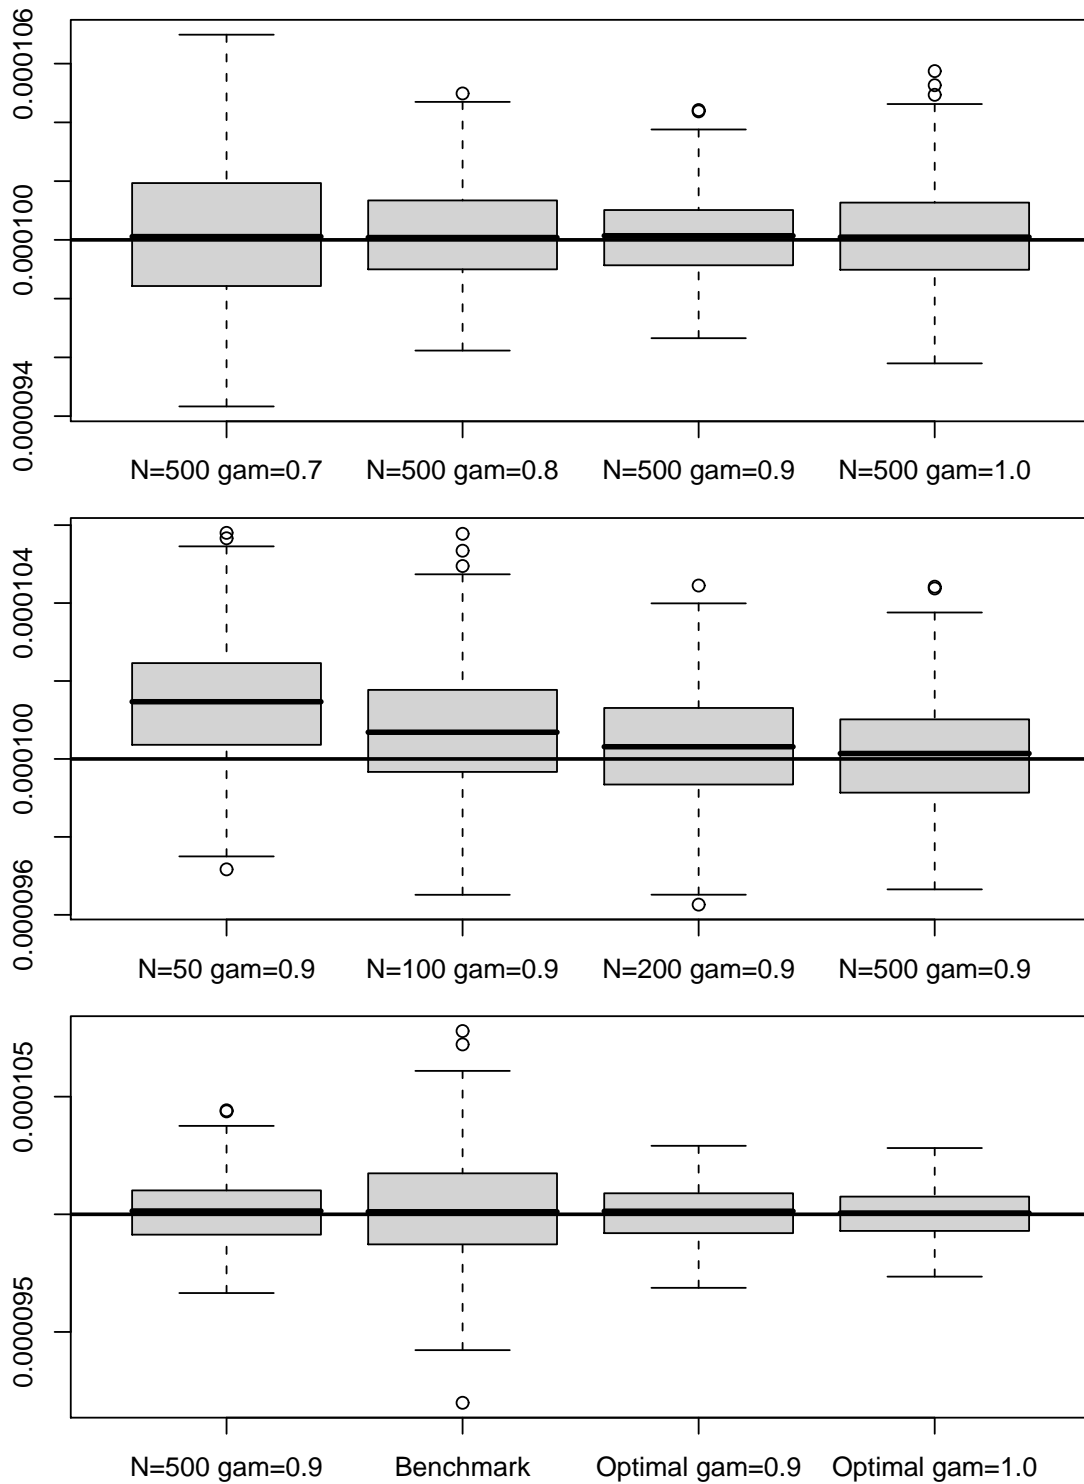 0.000106
0.000100
0.000094
N=500 gam=0.7 N=500 gam=0.8 N=500 gam=0.9 N=500 gam=1.0
0.000104
0.000100
0.000096
N=50 gam=0.9 N=100 gam=0.9 N=200 gam=0.9 N=500 gam=0.9
0.000105
0.000095
N=500 gam=0.9 Benchmark Optimal gam=0.9 Optimal gam=1.0